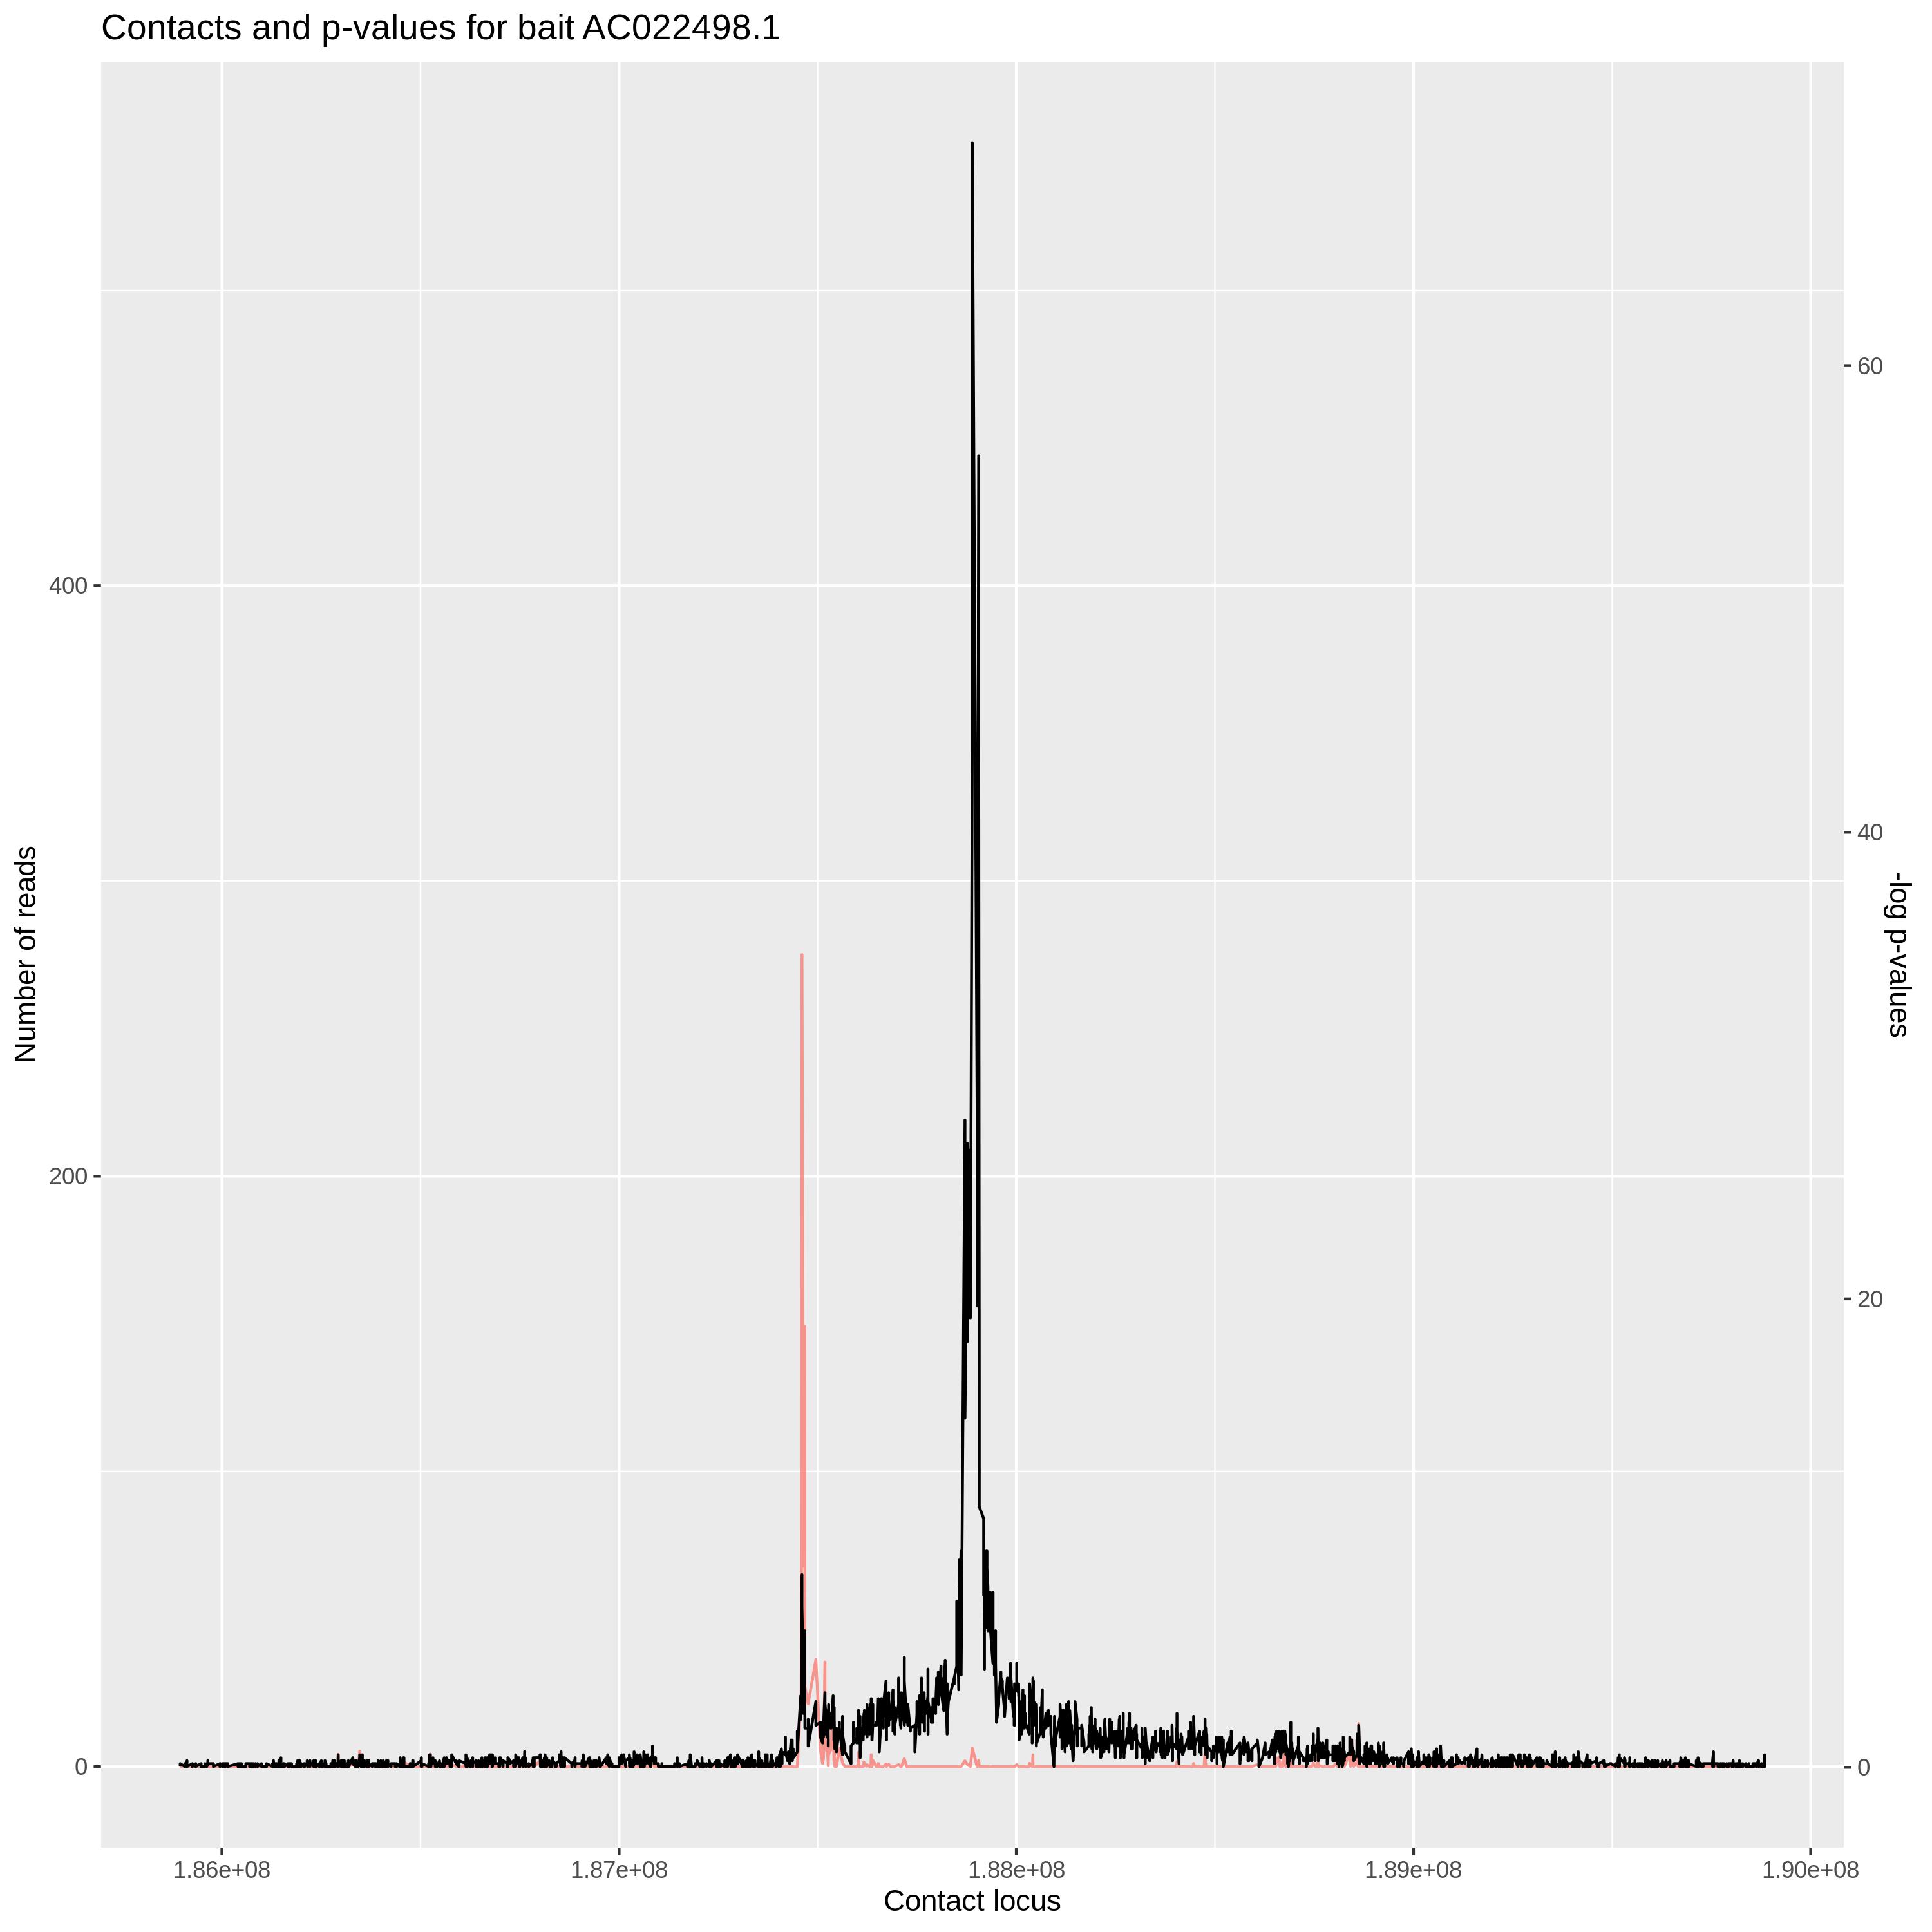 Contacts and p-values for bait AC022498.1
Number of reads
400
200
0
60
40
20
0
-log p-values
1.86e+08
1.87e+08
1.88e+08
1.89e+08
1.90e+08
Contact locus